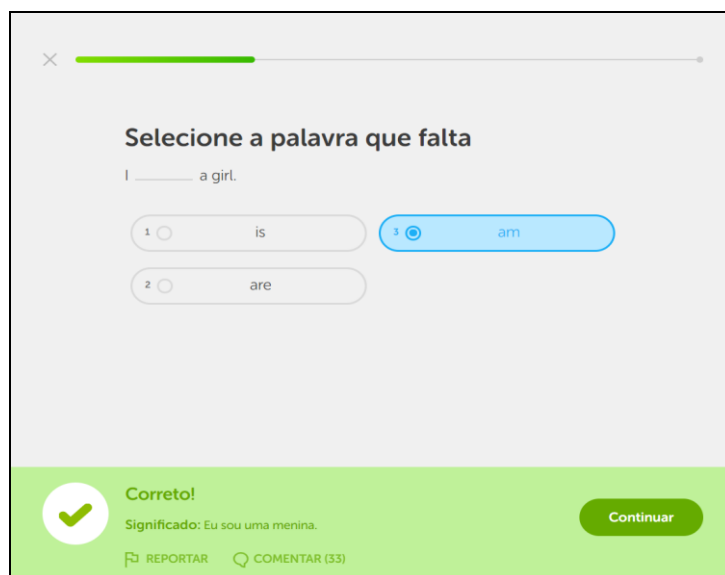 Selecione a palavra que falta
I ______ a girl.
1 is
3 am
2 are
Correto!
Significado: Eu sou uma menina.
Continuar
REPORTAR COMENTAR (33)